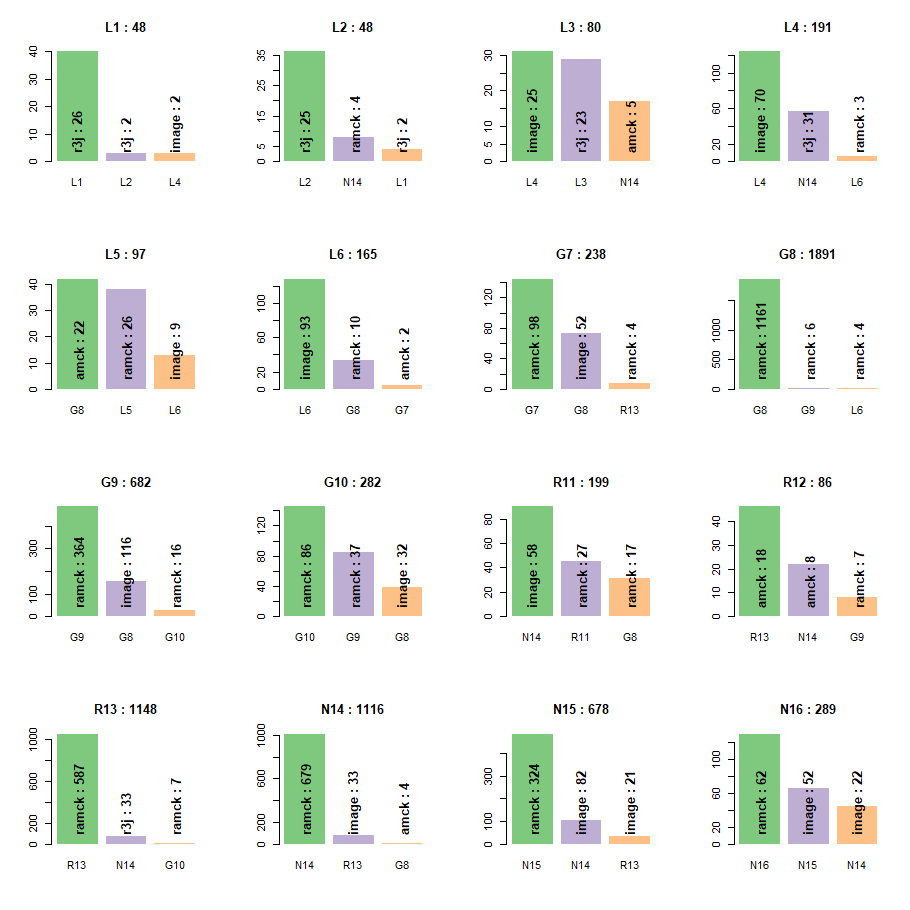 L1 : 48
40
30
20
10
0
r3j : 26
r3j : 2
image : 2
L1 L2 L4
L2 : 48
35
25
15
5
0
r3j : 25
ramck : 4
r3j : 2
L2 N14 L1
L3 : 80
30
20
10
5
0
image : 25
r3j : 23
amck : 5
L4 L3 N14
L4 : 191
100
60
20
0
image : 70
r3j : 31
ramck : 3
L4 N14 L6
L5 : 97
40
30
20
10
0
amck : 22
ramck : 26
image : 9
G8 L5 L6
L6 : 165
120
80
60
20
0
image : 93
ramck : 10
amck : 2
L6 G8 G7
G7 : 238
120
80
40
0
ramck : 98
image : 52
ramck : 4
G7 G8 R13
G8 : 1891
1000
500
0
ramck : 1161
ramck : 6
ramck : 4
G8 G9 L6
G9 : 682
300
100
0
ramck : 364
image : 116
ramck : 16
G9 G8 G10
G10 : 282
120
80
40
0
ramck : 86
ramck : 37
image : 32
G10 G9 G8
R11 : 199
80
60
40
20
0
image : 58
ramck : 27
ramck : 17
N14 R11 G8
R12 : 86
40
30
20
10
0
amck : 18
amck : 8
ramck : 7
R13 N14 G9
R13 : 1148
1000
600
200
0
ramck : 587
r3j : 33
ramck : 7
R13 N14 G10
N14 : 1116
1000
600
200
0
ramck : 679
image : 33
amck : 4
N14 R13 G8
N15 : 678
300
100
0
ramck : 324
image : 82
image : 21
N15 N14 R13
N16 : 289
100
60
20
0
ramck : 62
image : 52
image : 22
N16 N15 N14